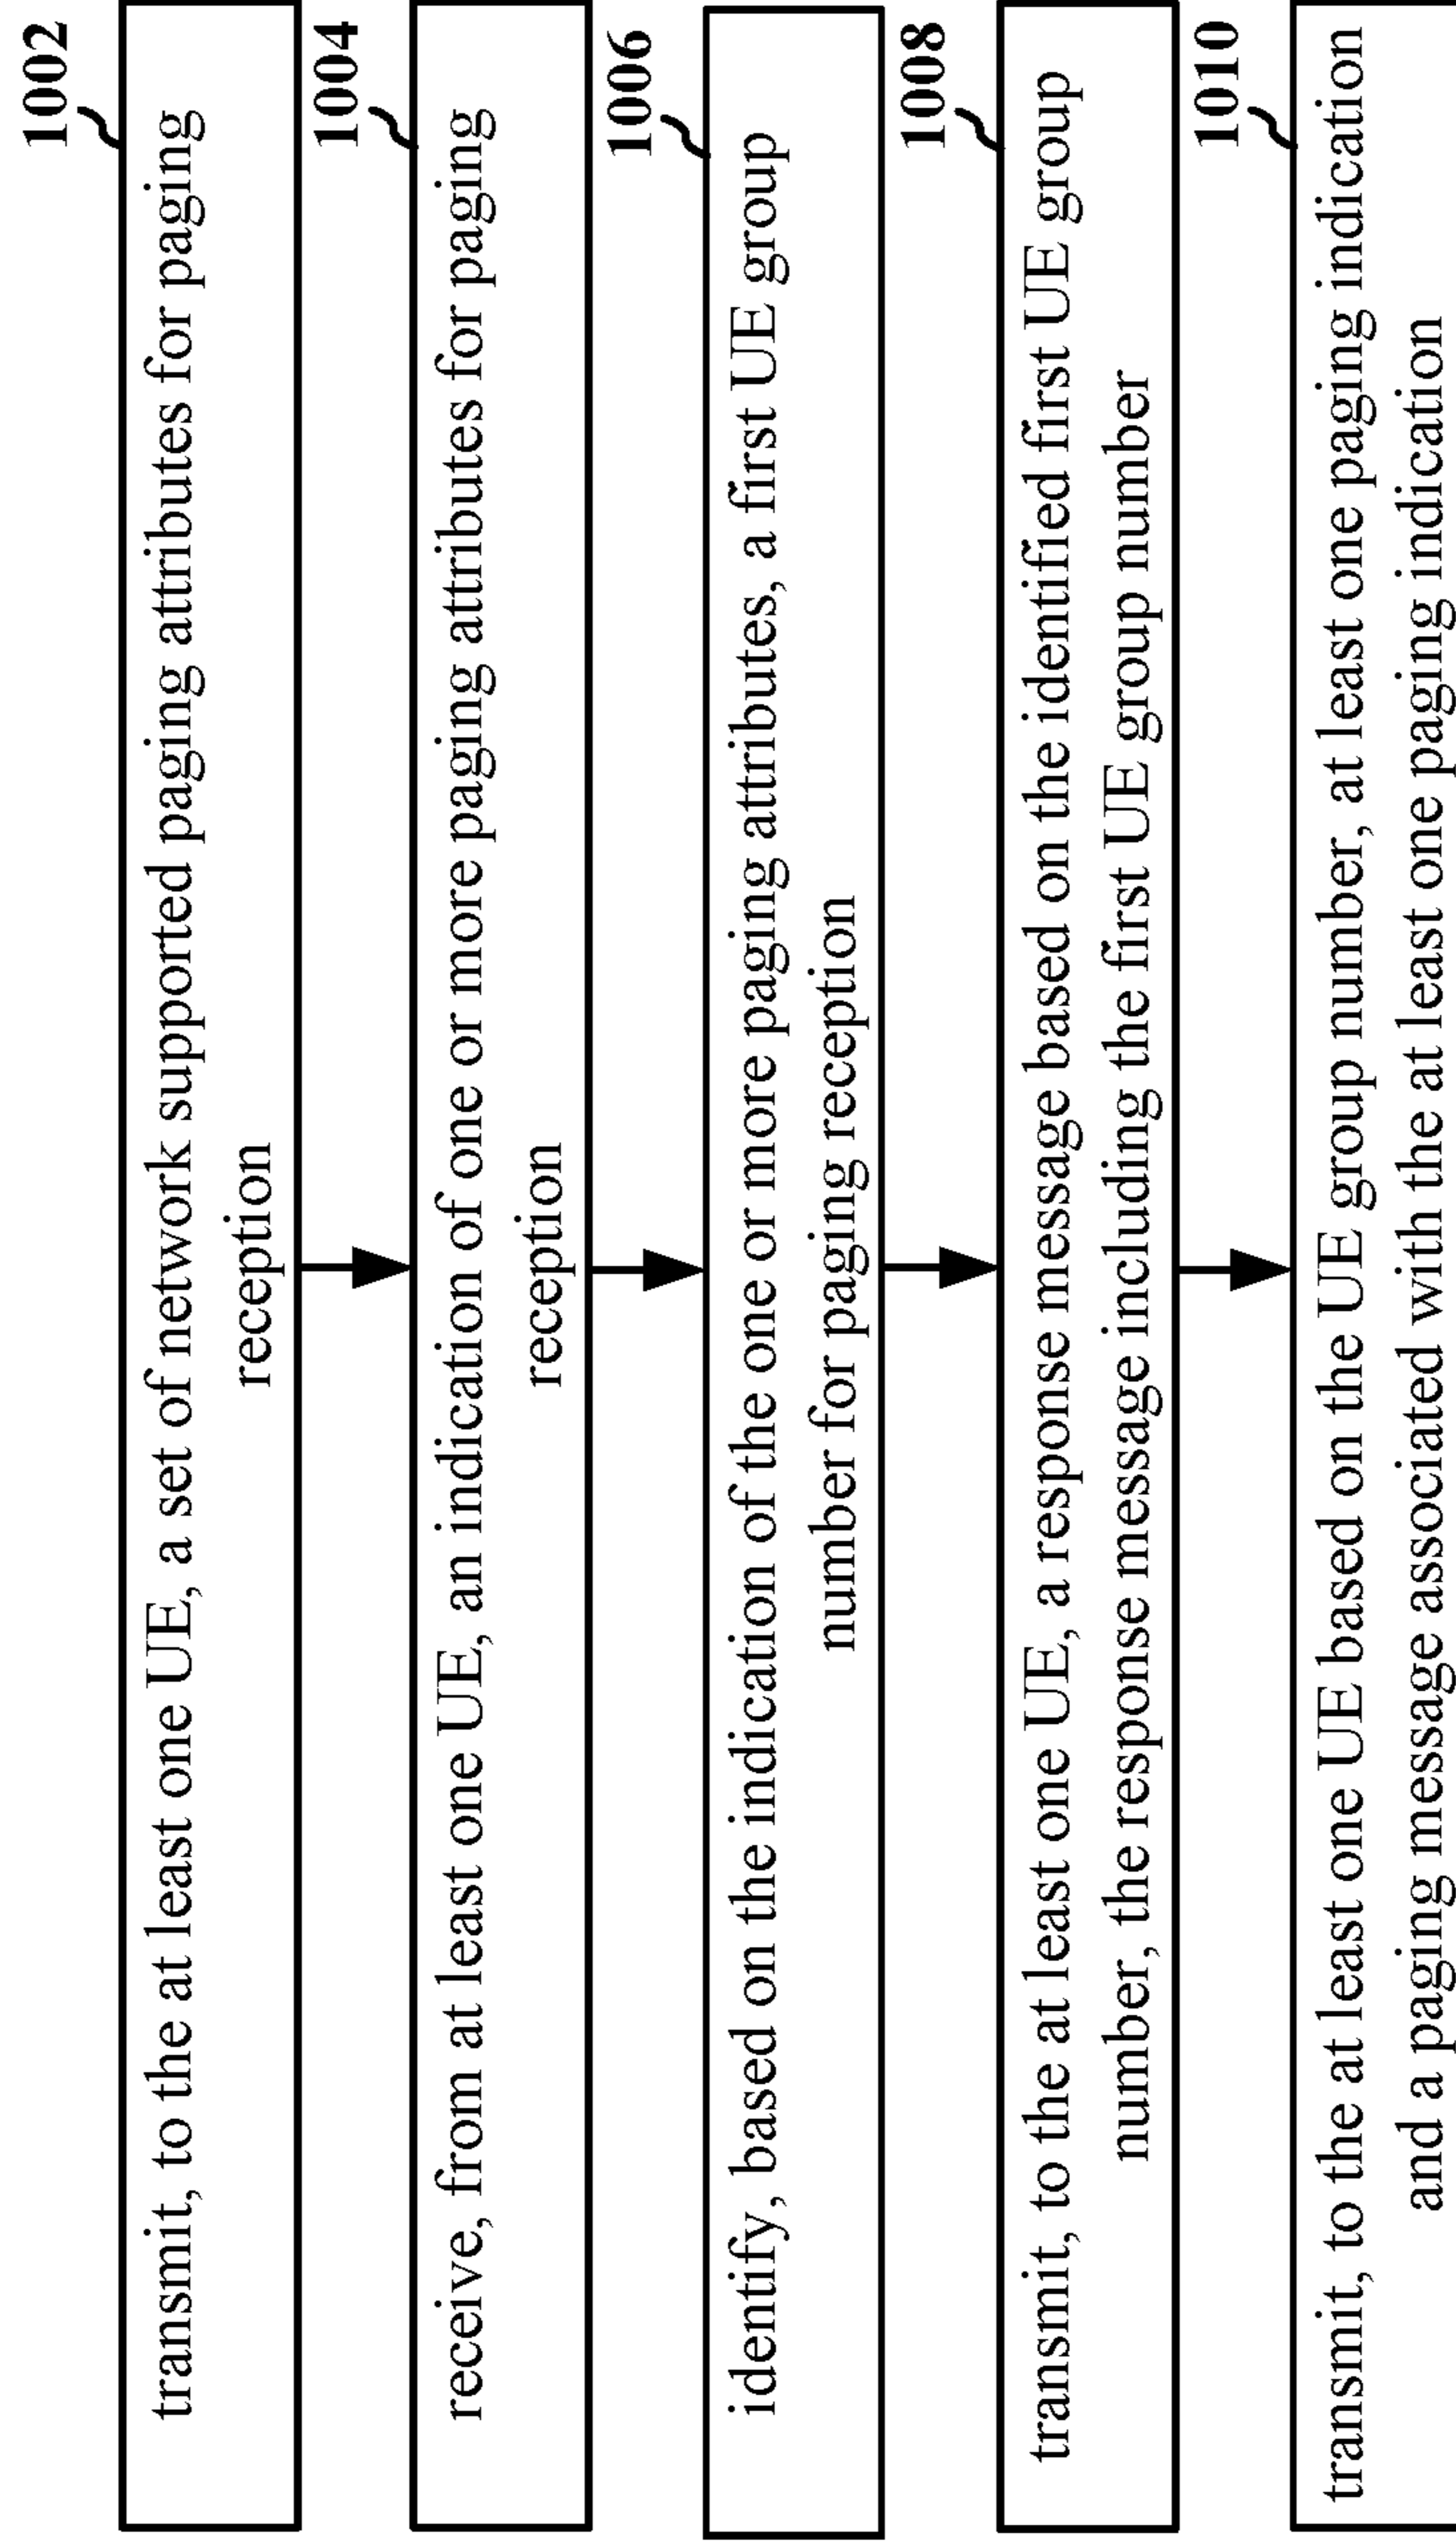 1002
transmit, to the at least one UE, a set of network supported paging attributes for paging
reception
1004
receive, from at least one UE, an indication of one or more paging attributes for paging
reception
1006
identify, based on the indication of the one or more paging attributes, a first UE group
number for paging reception
1008
transmit, to the at least one UE, a response message based on the identified first UE group
number, the response message including the first UE group number
1010
transmit, to the at least one UE based on the UE group number, at least one paging indication
and a paging message associated with the at least one paging indication